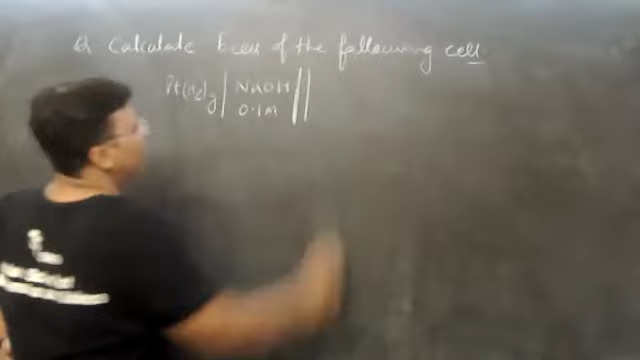 Q. Calculate Ecell of the following cell.
Pt(H2)g | NaOH ||
0.1M